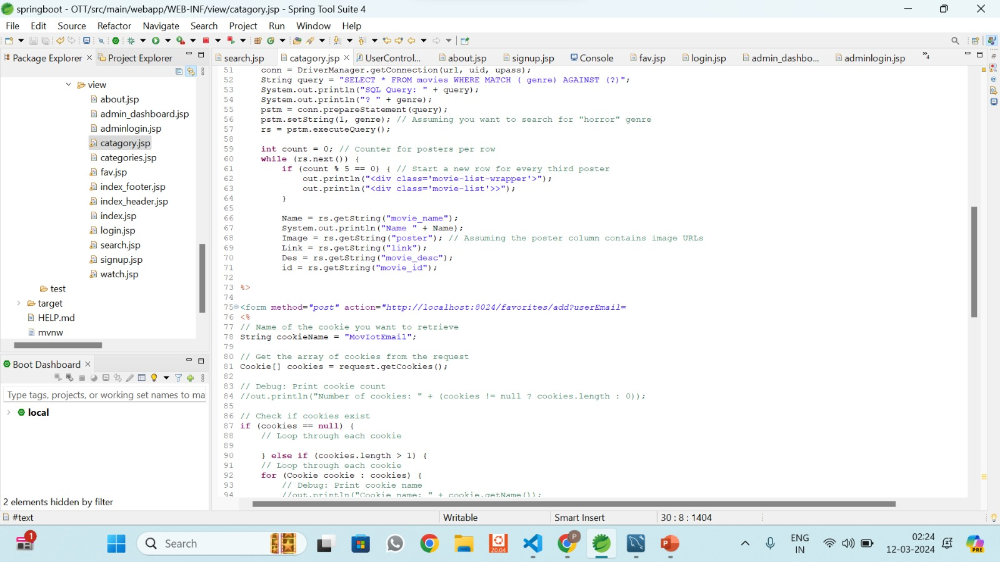 springboot - OTT/src/main/webapp/WEB-INF/view/catagory.jsp - Spring Tool Suite 4
File Edit Source Refactor Navigate Search Project Run Window Help
Package Explorer Project Explorer
search.jsp catagory.jsp UserControl... about.jsp signup.jsp Console fav.jsp login.jsp admin_dashbo... adminlogin.jsp »4
view
about.jsp
admin_dashboard.jsp
adminlogin.jsp
catagory.jsp
categories.jsp
fav.jsp
index_footer.jsp
index_header.jsp
index.jsp
login.jsp
search.jsp
signup.jsp
watch.jsp
test
target
HELP.md
mvnw
Boot Dashboard
Type tags, projects, or working set names to ma
local
2 elements hidden by filter
51 conn = DriverManager.getConnection(url, uid, upass);
52 String query = "SELECT * FROM movies WHERE MATCH ( genre) AGAINST (?)";
53 System.out.println("SQL Query: " + query);
54 System.out.println("? " + genre);
55 pstm = conn.prepareStatement(query);
56 pstm.setString(1, genre); // Assuming you want to search for "horror" genre
57 rs = pstm.executeQuery();
58
59 int count = 0; // Counter for posters per row
60 while (rs.next()) {
61 if (count % 5 == 0) { // Start a new row for every third poster
62 out.println("<div class='movie-list-wrapper'>");
63 out.println("<div class='movie-list'>>");
64 }
65
66 Name = rs.getString("movie_name");
67 System.out.println("Name " + Name);
68 Image = rs.getString("poster"); // Assuming the poster column contains image URLs
69 Link = rs.getString("link");
70 Des = rs.getString("movie_desc");
71 id = rs.getString("movie_id");
72
73 %>
74
75 <form method="post" action="http://localhost:8024/favorites/add?userEmail=
76 <%
77 // Name of the cookie you want to retrieve
78 String cookieName = "MovIotEmail";
79
80 // Get the array of cookies from the request
81 Cookie[] cookies = request.getCookies();
82
83 // Debug: Print cookie count
84 //out.println("Number of cookies: " + (cookies != null ? cookies.length : 0));
85
86 // Check if cookies exist
87 if (cookies == null) {
88 // Loop through each cookie
89
90 } else if (cookies.length > 1) {
91 // Loop through each cookie
92 for (Cookie cookie : cookies) {
93 // Debug: Print cookie name
94 //out.println("Cookie name: " + cookie.getName());
#text
Writable
Smart Insert
30 : 8 : 1404
1
Search
20.04
P
ENG
IN
02:24
12-03-2024
PRE